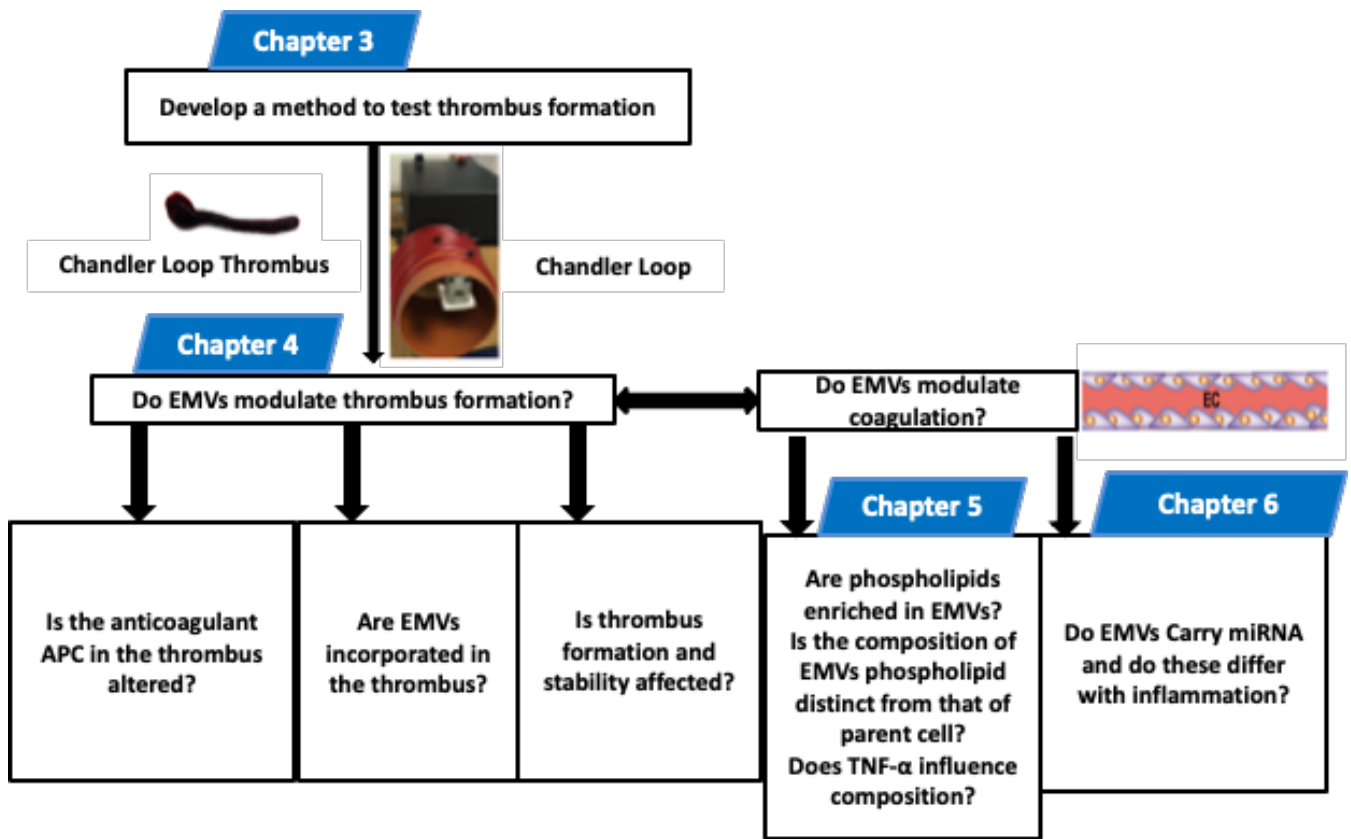 Chapter 3
Develop a method to test thrombus formation
Chandler Loop Thrombus
Chandler Loop
Chapter 4
Do EMVs modulate thrombus formation?
Do EMVs modulate
coagulation?
EC
Is the anticoagulant
APC in the thrombus
altered?
Are EMVs
incorporated in
the thrombus?
Is thrombus
formation and
stability affected?
Chapter 5
Are phospholipids
enriched in EMVs?
Is the composition of
EMVs phospholipid
distinct from that of
parent cell?
Does TNF-α influence
composition?
Chapter 6
Do EMVs Carry miRNA
and do these differ
with inflammation?